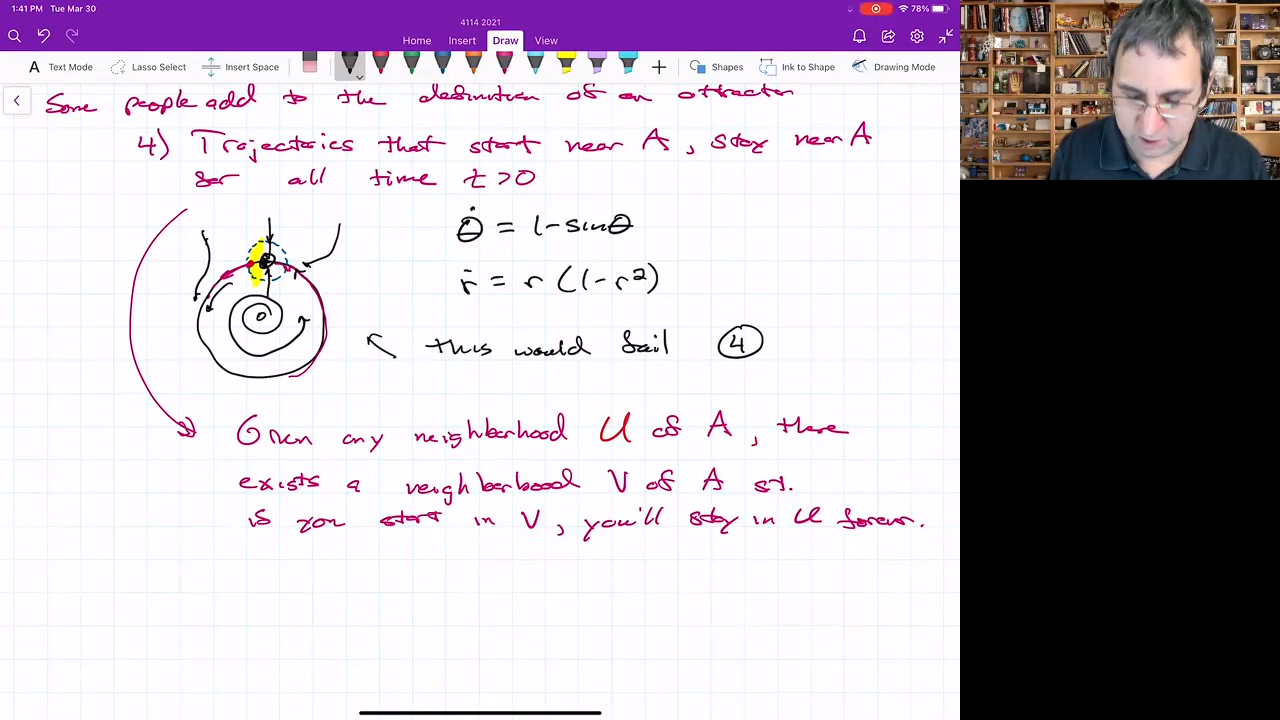 1:41 PM Tue Mar 30
78%
4114 2021
Home Insert Draw View
Text Mode Lasso Select Insert Space Shapes Ink to Shape Drawing Mode
Some people add to the definition of an attractor
4) Trajectories that start near A, stay near A
for all time t > 0
θ̇ = 1 - sinθ
ṙ = r (1 - r²)
this would fail ④
Given any neighborhood U of A, there
exists a neighborhood V of A st.
if you start in V, you'll stay in U forever.